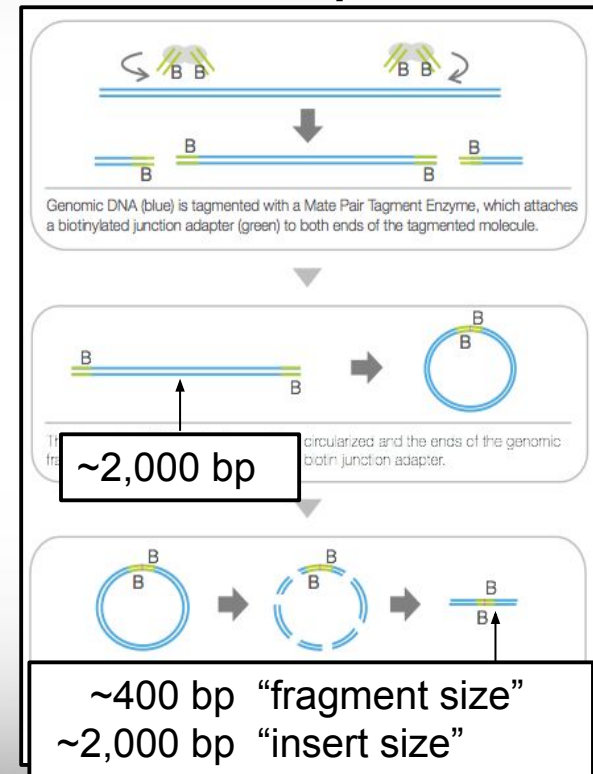 B B
B B
B
B
B
B
Genomic DNA (blue) is tagmented with a Mate Pair Tagment Enzyme, which attaches
a biotinylated junction adapter (green) to both ends of the tagmented molecule.
B
B
B
B
circularized and the ends of the genomic
biotin junction adapter.
~2,000 bp
B
B
B
B
B
~400 bp “fragment size”
~2,000 bp “insert size”